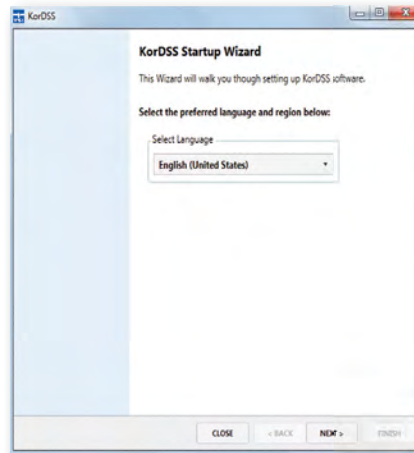 KorDSS
KorDSS Startup Wizard
This Wizard will walk you though setting up KorDSS software.
Select the preferred language and region below:
Select Language
English (United States)
CLOSE
< BACK
NEXT >
FINISH